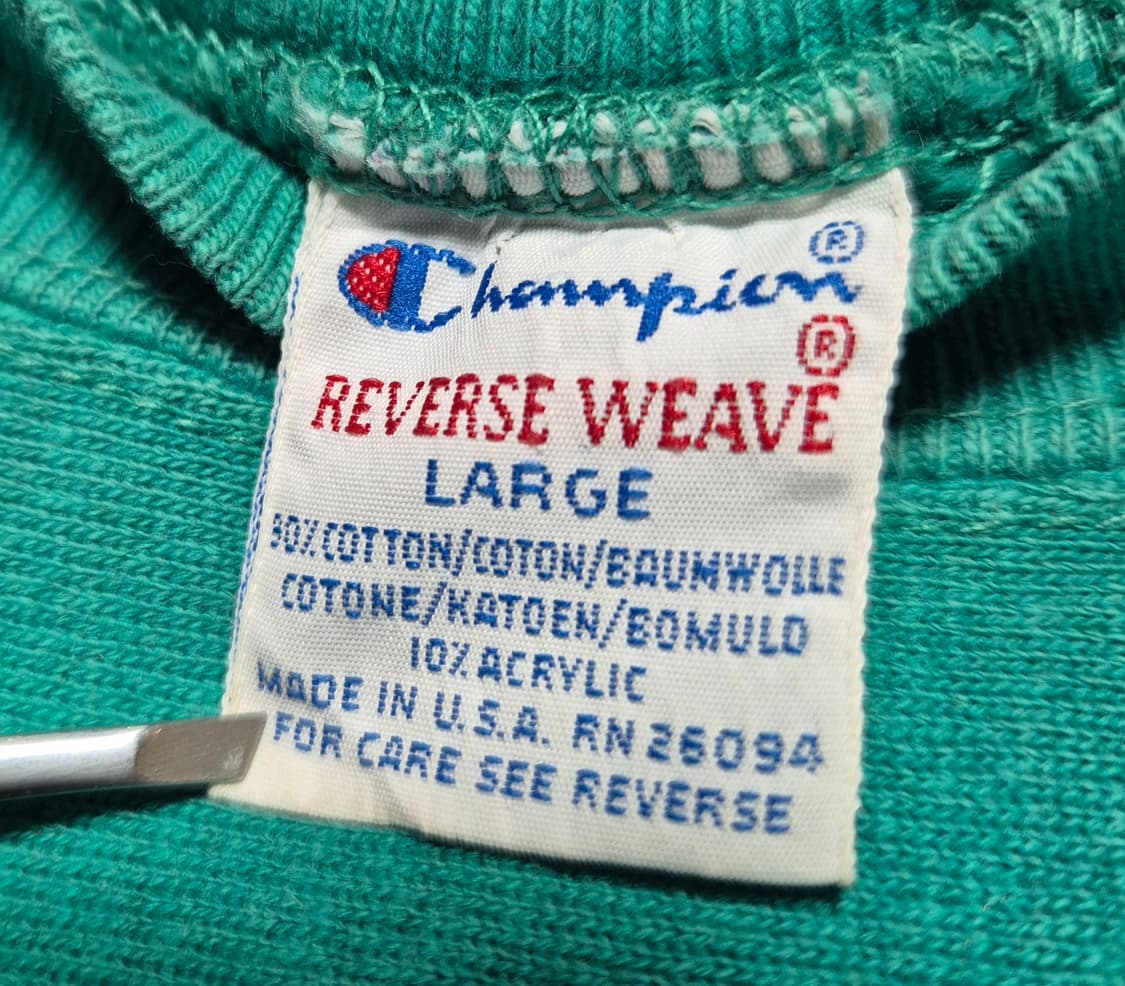 Champion ®
®
REVERSE WEAVE
LARGE
90% COTTON/COTON/BAUMWOLLE
COTONE/KATOEN/BOMULD
10% ACRYLIC
MADE IN U.S.A. RN 26094
FOR CARE SEE REVERSE